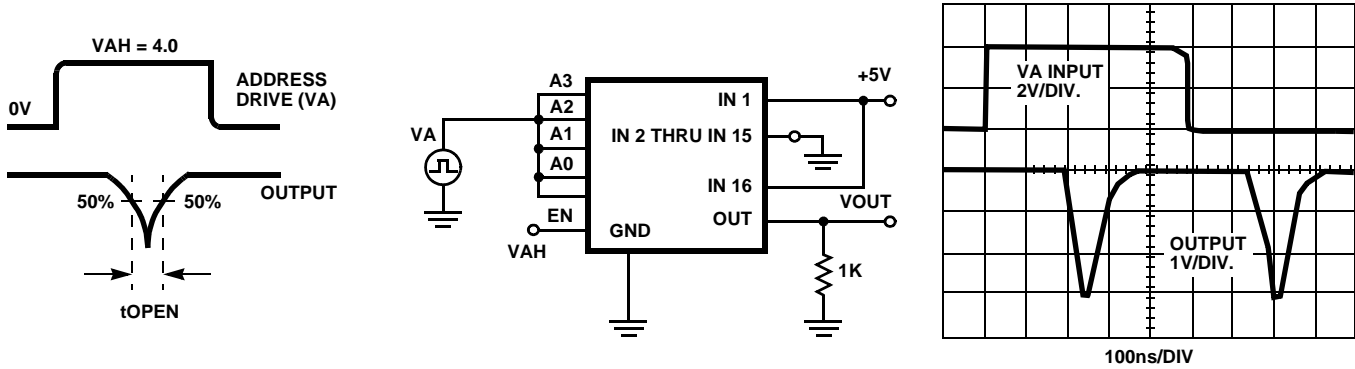 VAH = 4.0
0V
ADDRESS
DRIVE (VA)
50%
50%
OUTPUT
tOPEN
VA
A3
A2
A1
A0
EN
VAH
IN 1
IN 2 THRU IN 15
IN 16
OUT
GND
+5V
VOUT
1K
VA INPUT
2V/DIV.
OUTPUT
1V/DIV.
100ns/DIV